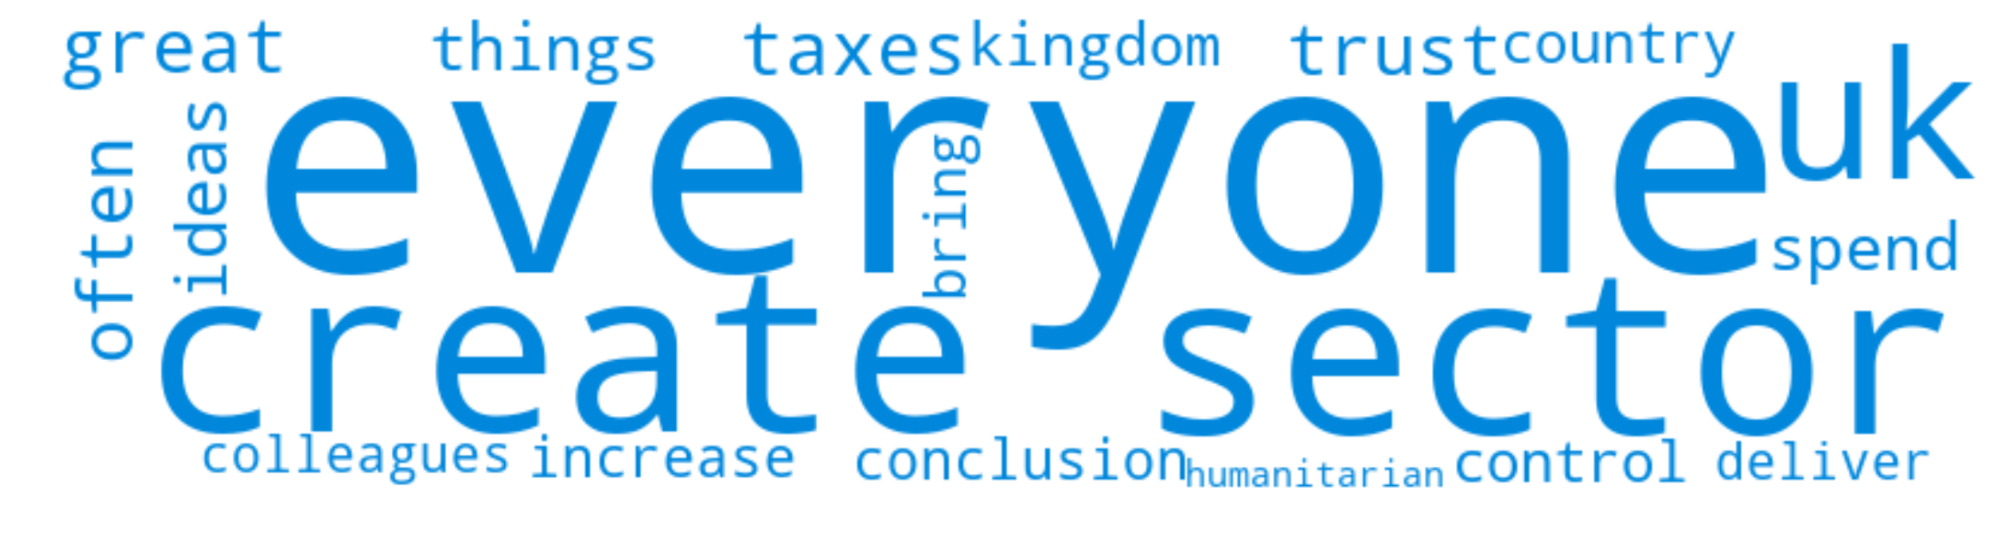 great things taxes kingdom trust country
everyone uk
often
ideas
bring
spend
create sector
colleagues increase conclusion humanitarian control deliver